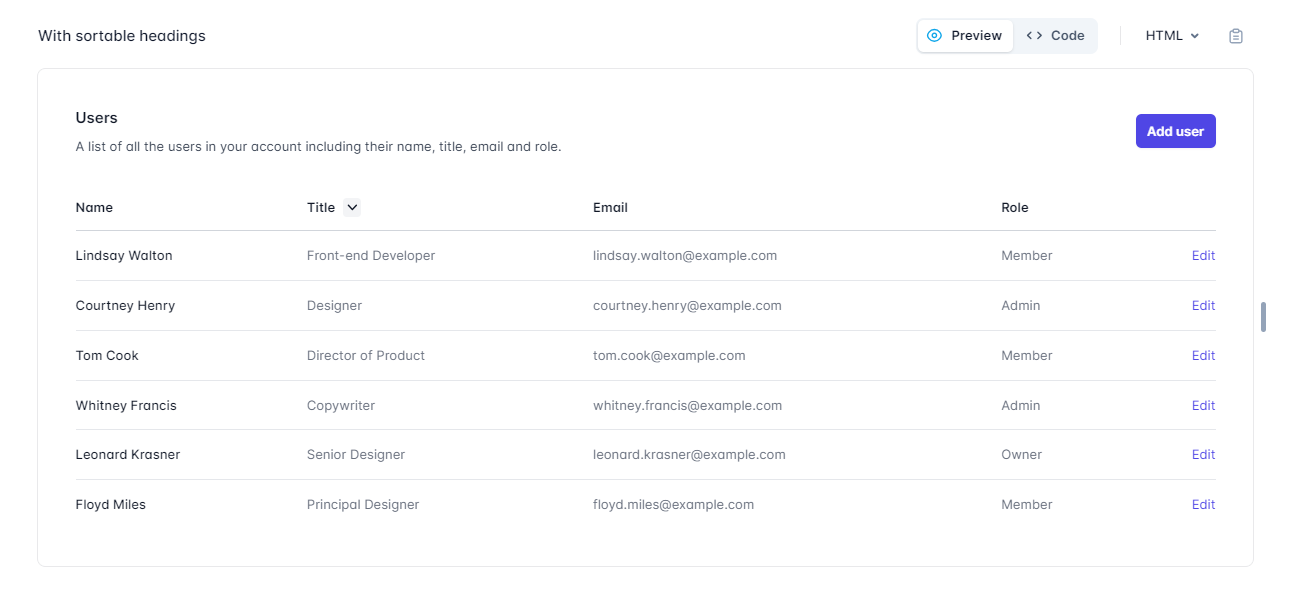 With sortable headings
Preview
Code
HTML
Users
A list of all the users in your account including their name, title, email and role.
Add user
Name Title Email Role
Lindsay Walton Front-end Developer lindsay.walton@example.com Member Edit
Courtney Henry Designer courtney.henry@example.com Admin Edit
Tom Cook Director of Product tom.cook@example.com Member Edit
Whitney Francis Copywriter whitney.francis@example.com Admin Edit
Leonard Krasner Senior Designer leonard.krasner@example.com Owner Edit
Floyd Miles Principal Designer floyd.miles@example.com Member Edit